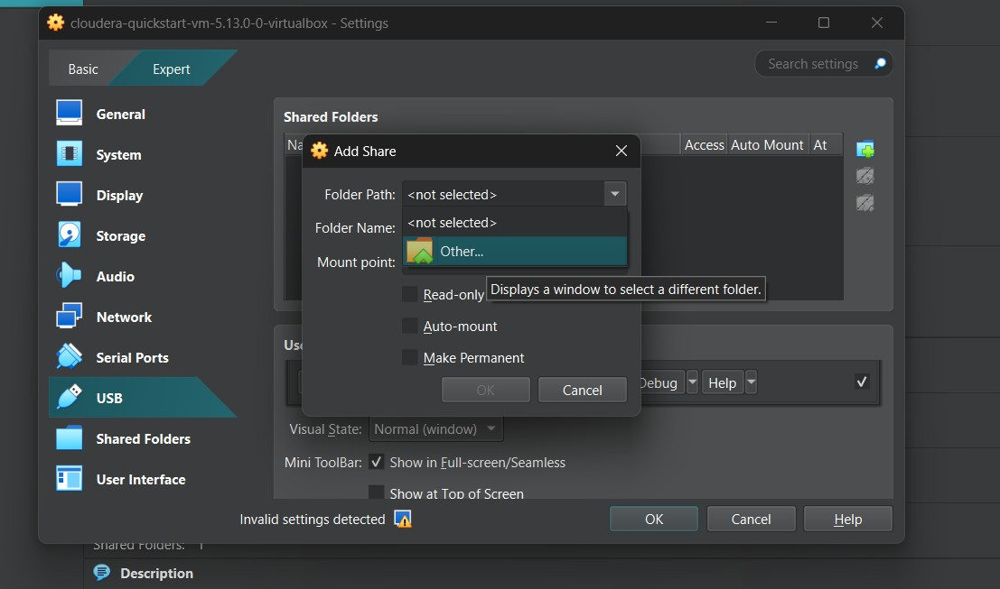 cloudera-quickstart-vm-5.13.0-0-virtualbox - Settings
Basic
Expert
Search settings
General
System
Display
Storage
Audio
Network
Serial Ports
USB
Shared Folders
User Interface
Shared Folders
Na
Access Auto Mount At
Add Share
Folder Path: <not selected>
<not selected>
Folder Name:
Other...
Mount point:
Displays a window to select a different folder.
Read-only
Auto-mount
Make Permanent
OK Cancel
Use
Debug Help
Visual State: Normal (window)
Mini ToolBar: Show in Full-screen/Seamless
Show at Top of Screen
Invalid settings detected
OK Cancel Help
Shared Folders: 1
Description